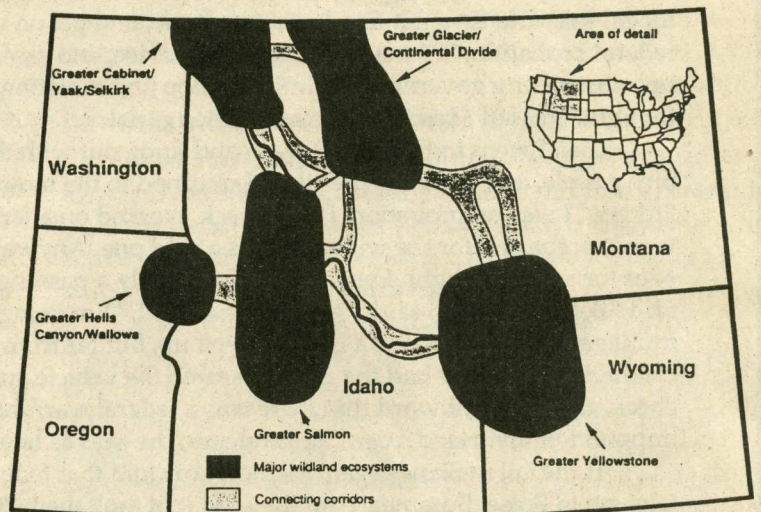 Greater Cabinet/
Yaak/Selkirk
Greater Glacier/
Continental Divide
Area of detail
Washington
Montana
Greater Hells
Canyon/Wallows
Wyoming
Idaho
Oregon
Greater Salmon
Greater Yellowstone
Major wildland ecosystems
Connecting corridors